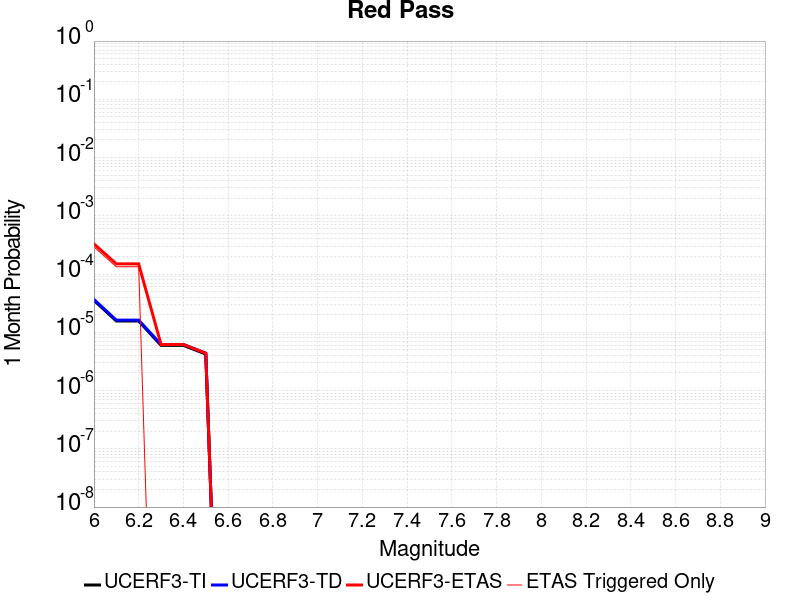 Red Pass
10^0
10^-1
10^-2
10^-3
10^-4
10^-5
10^-6
10^-7
10^-8
1 Month Probability
6 6.2 6.4 6.6 6.8 7 7.2 7.4 7.6 7.8 8 8.2 8.4 8.6 8.8 9
Magnitude
UCERF3-TI UCERF3-TD UCERF3-ETAS ETAS Triggered Only